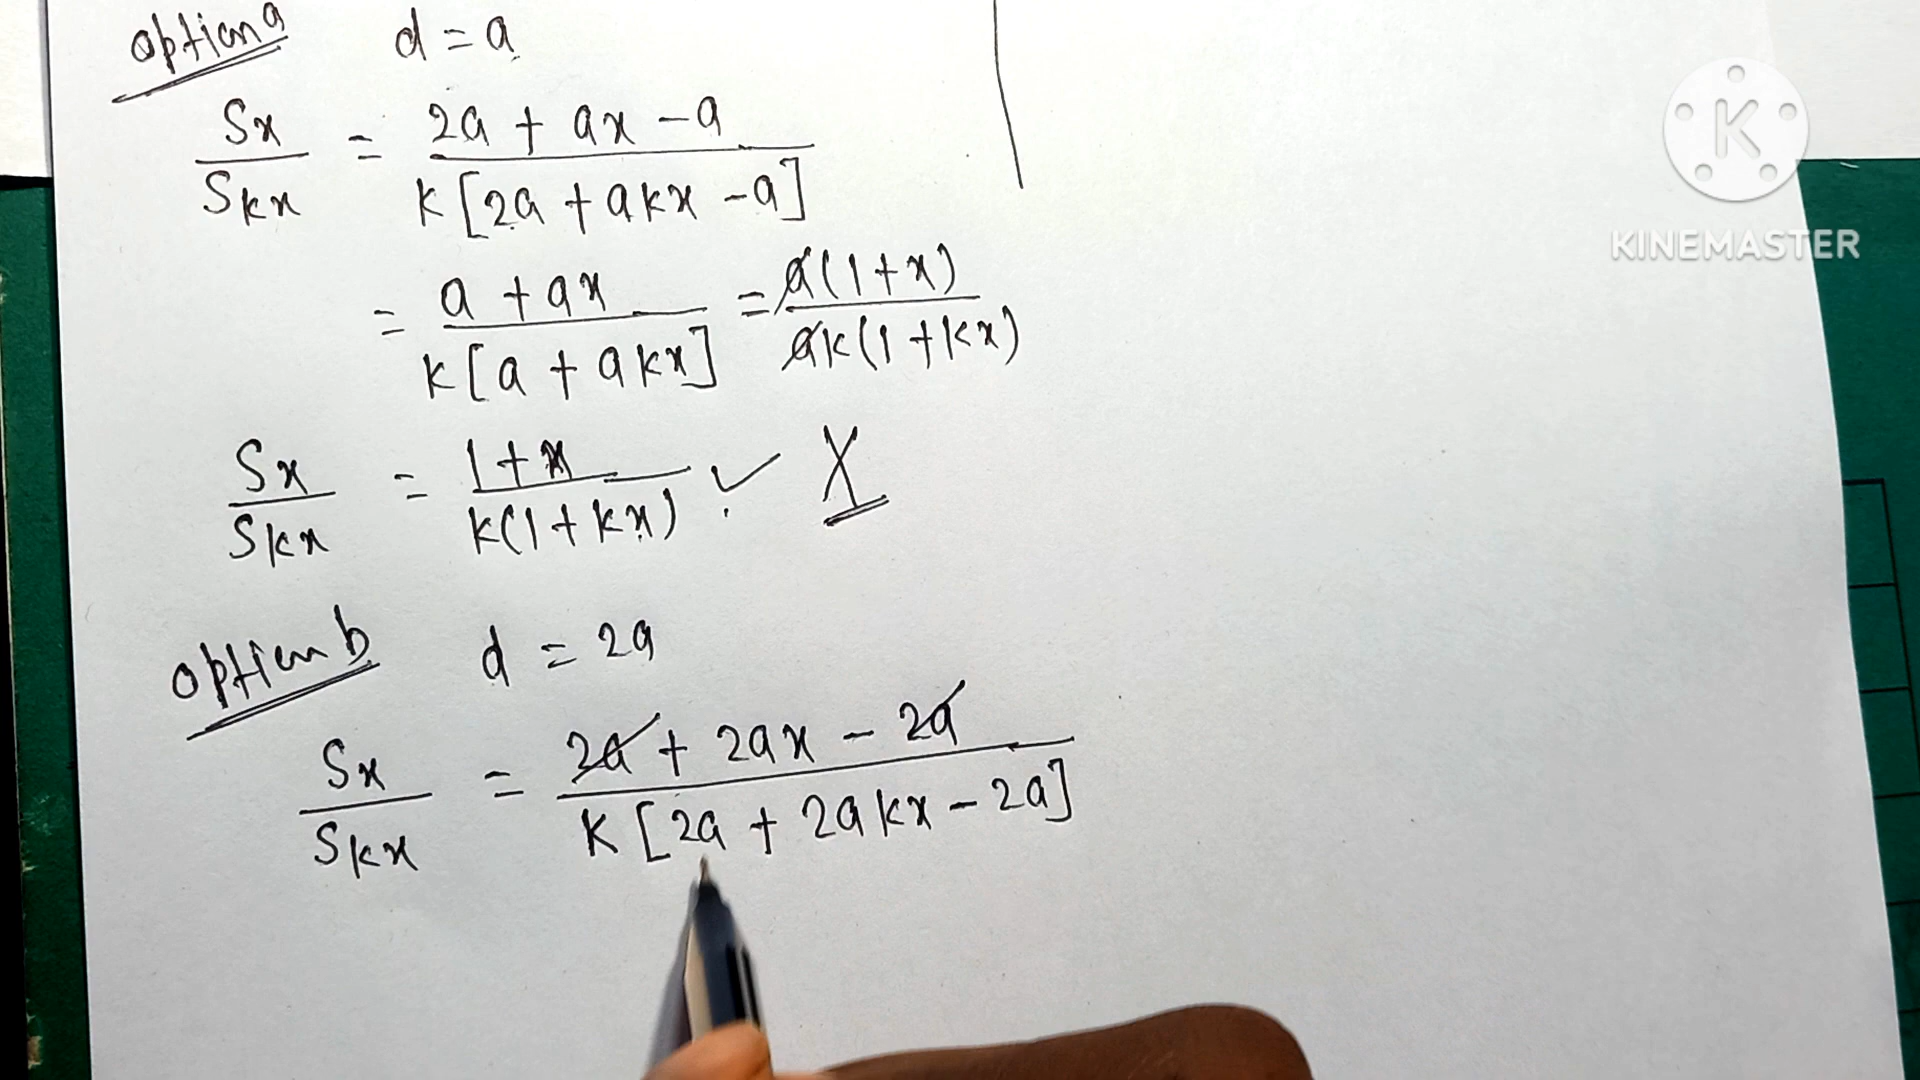 option a d = a
Sx / Skx = 2a + ax - a / k[2a + akx - a]
= a + ax / k[a + akx] = a(1+x) / ak(1+kx)
Sx / Skx = 1+x / k(1+kx) ✓ X
option b d = 2a
Sx / Skx = 2a + 2ax - 2a / k[2a + 2akx - 2a]
K
KINEMASTER